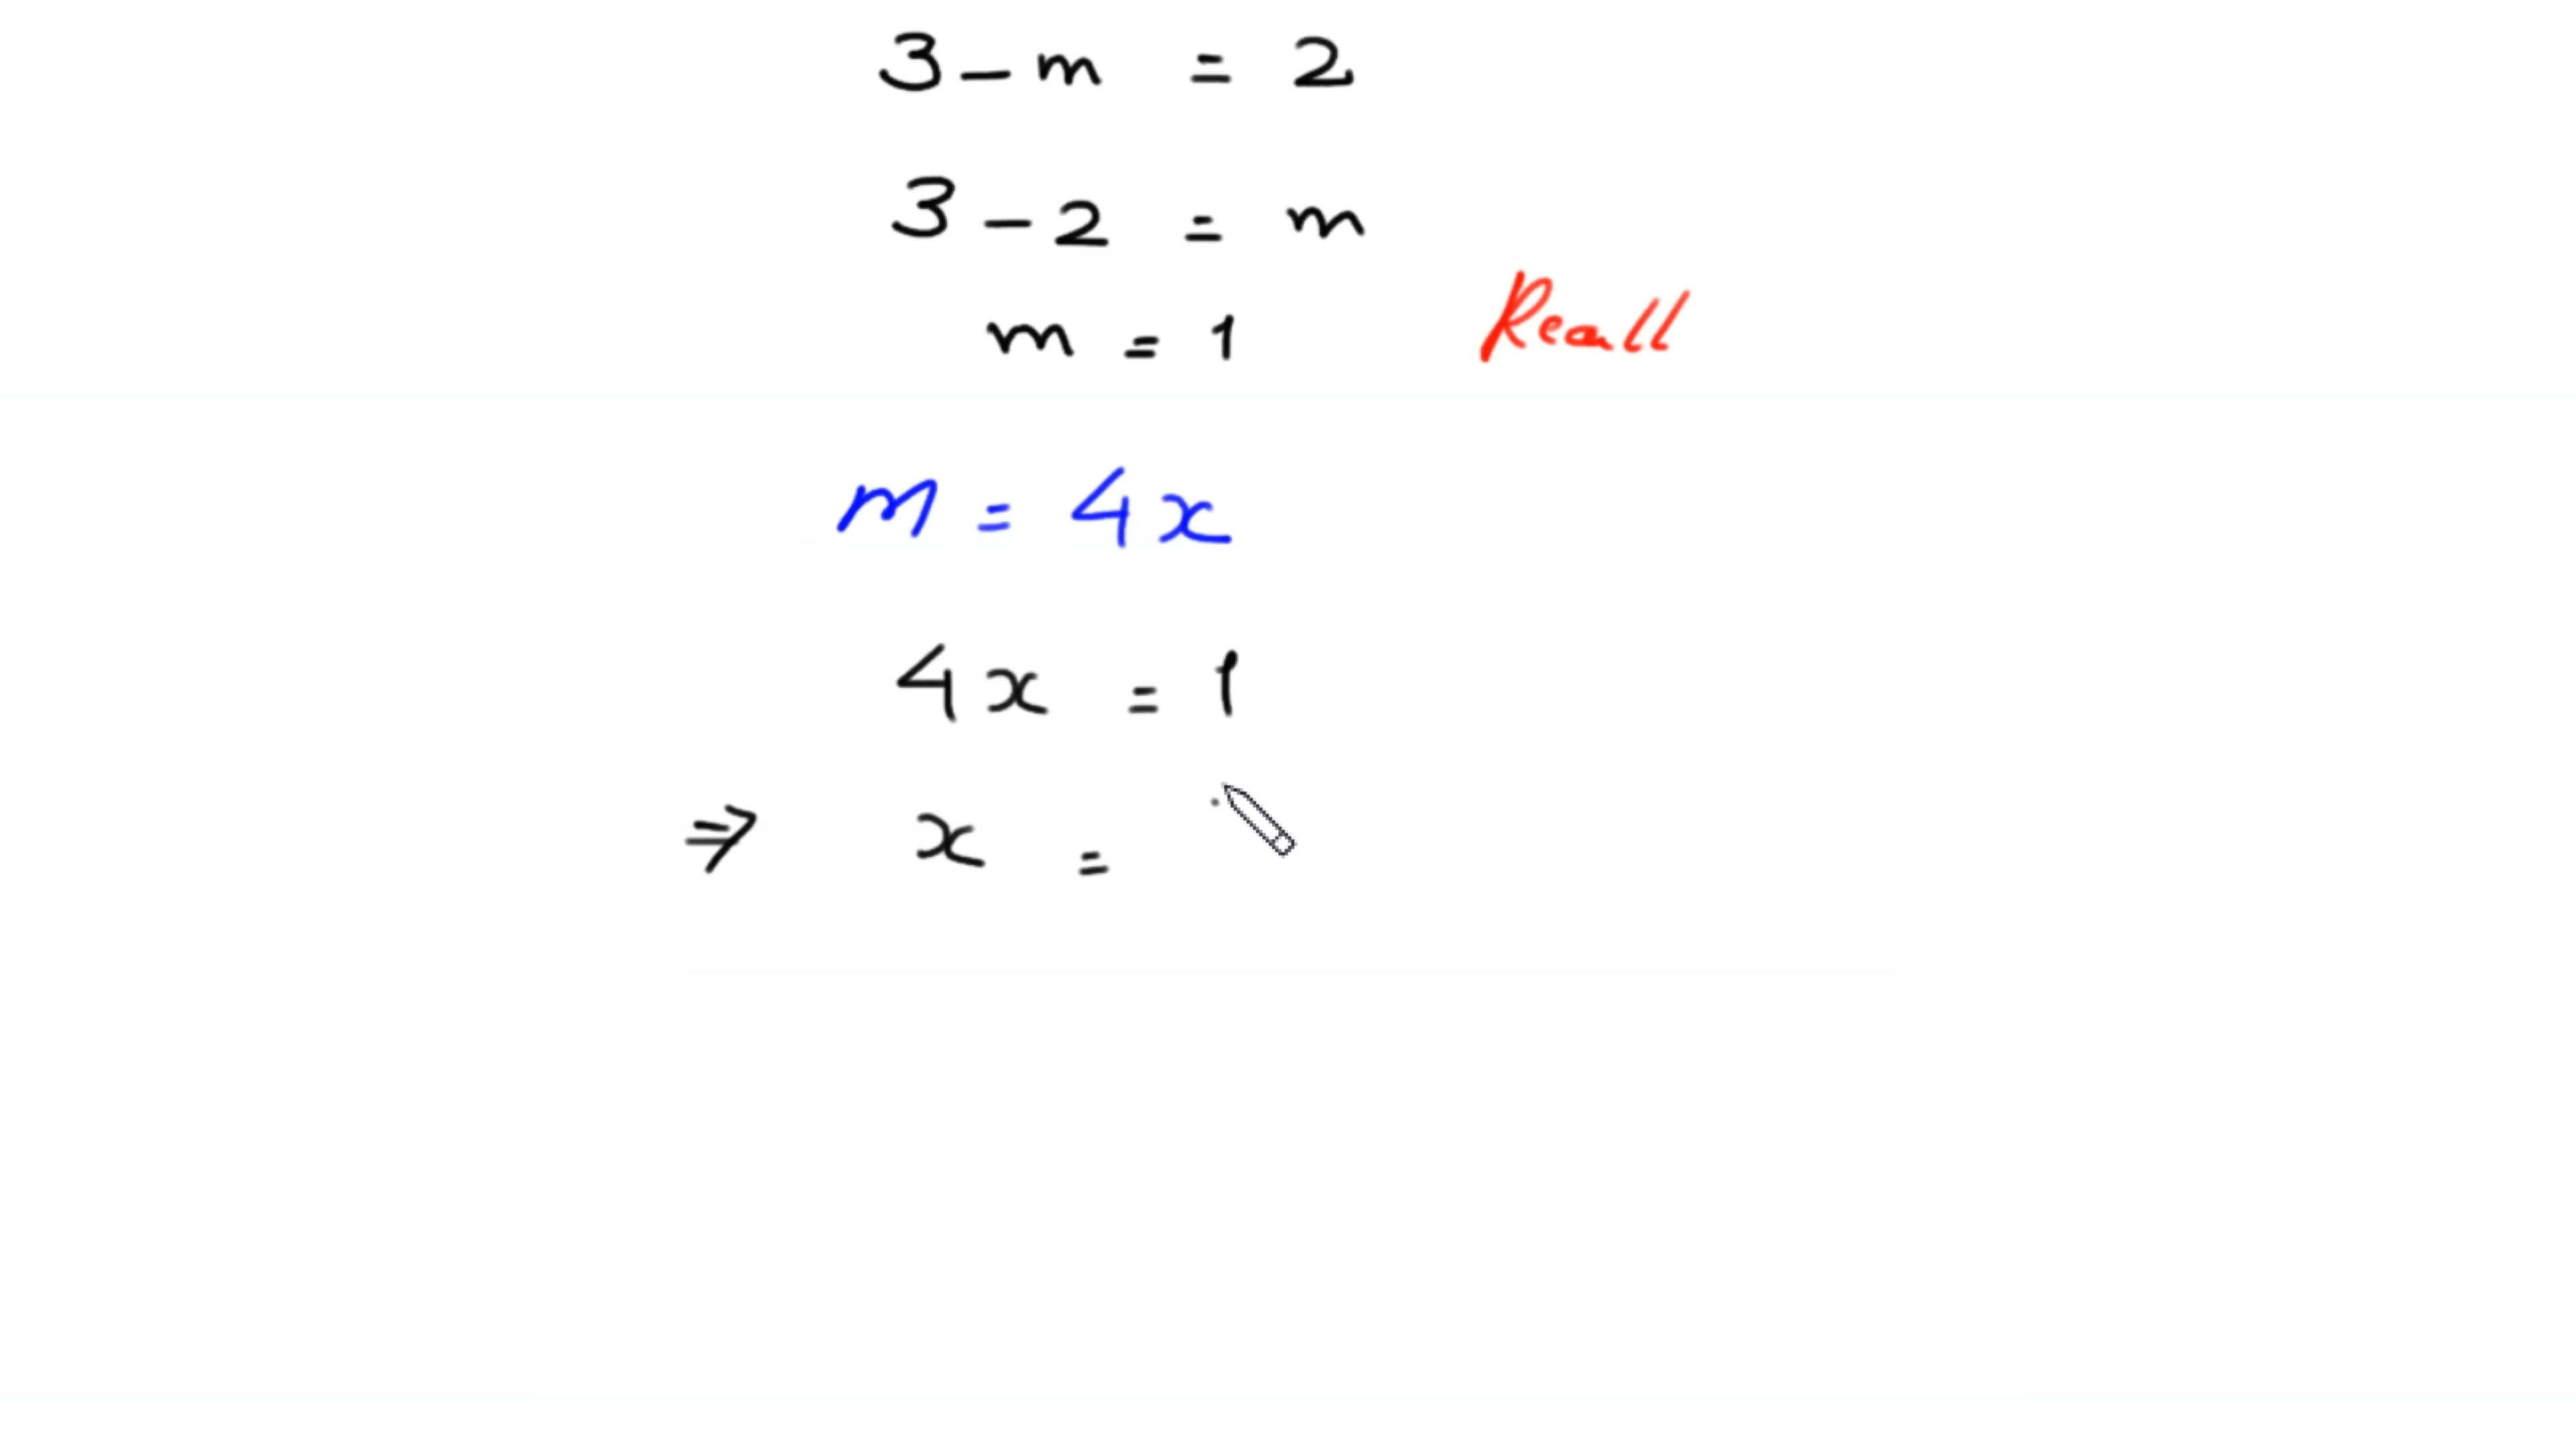 3 - m = 2
3 - 2 = m
m = 1
Recall
m = 4x
4x = 1
⇒ x =